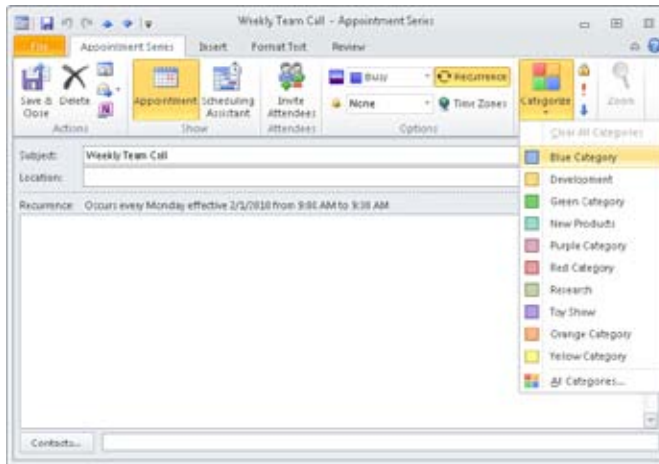 Weekly Team Call - Appointment Series
File Appointment Series Insert Format Text Review
Save & Close
Delete
Appointment
Scheduling Assistant
Invite Attendees
Busy
Recurrence
None
Time Zones
Categorize
Zoom
Actions Show Attendees Options
Clear All Categories
Blue Category
Development
Green Category
New Products
Purple Category
Red Category
Research
Toy Show
Orange Category
Yellow Category
All Categories...
Subject: Weekly Team Call
Location:
Recurrence: Occurs every Monday effective 2/1/2010 from 9:00 AM to 9:30 AM
Contacts...